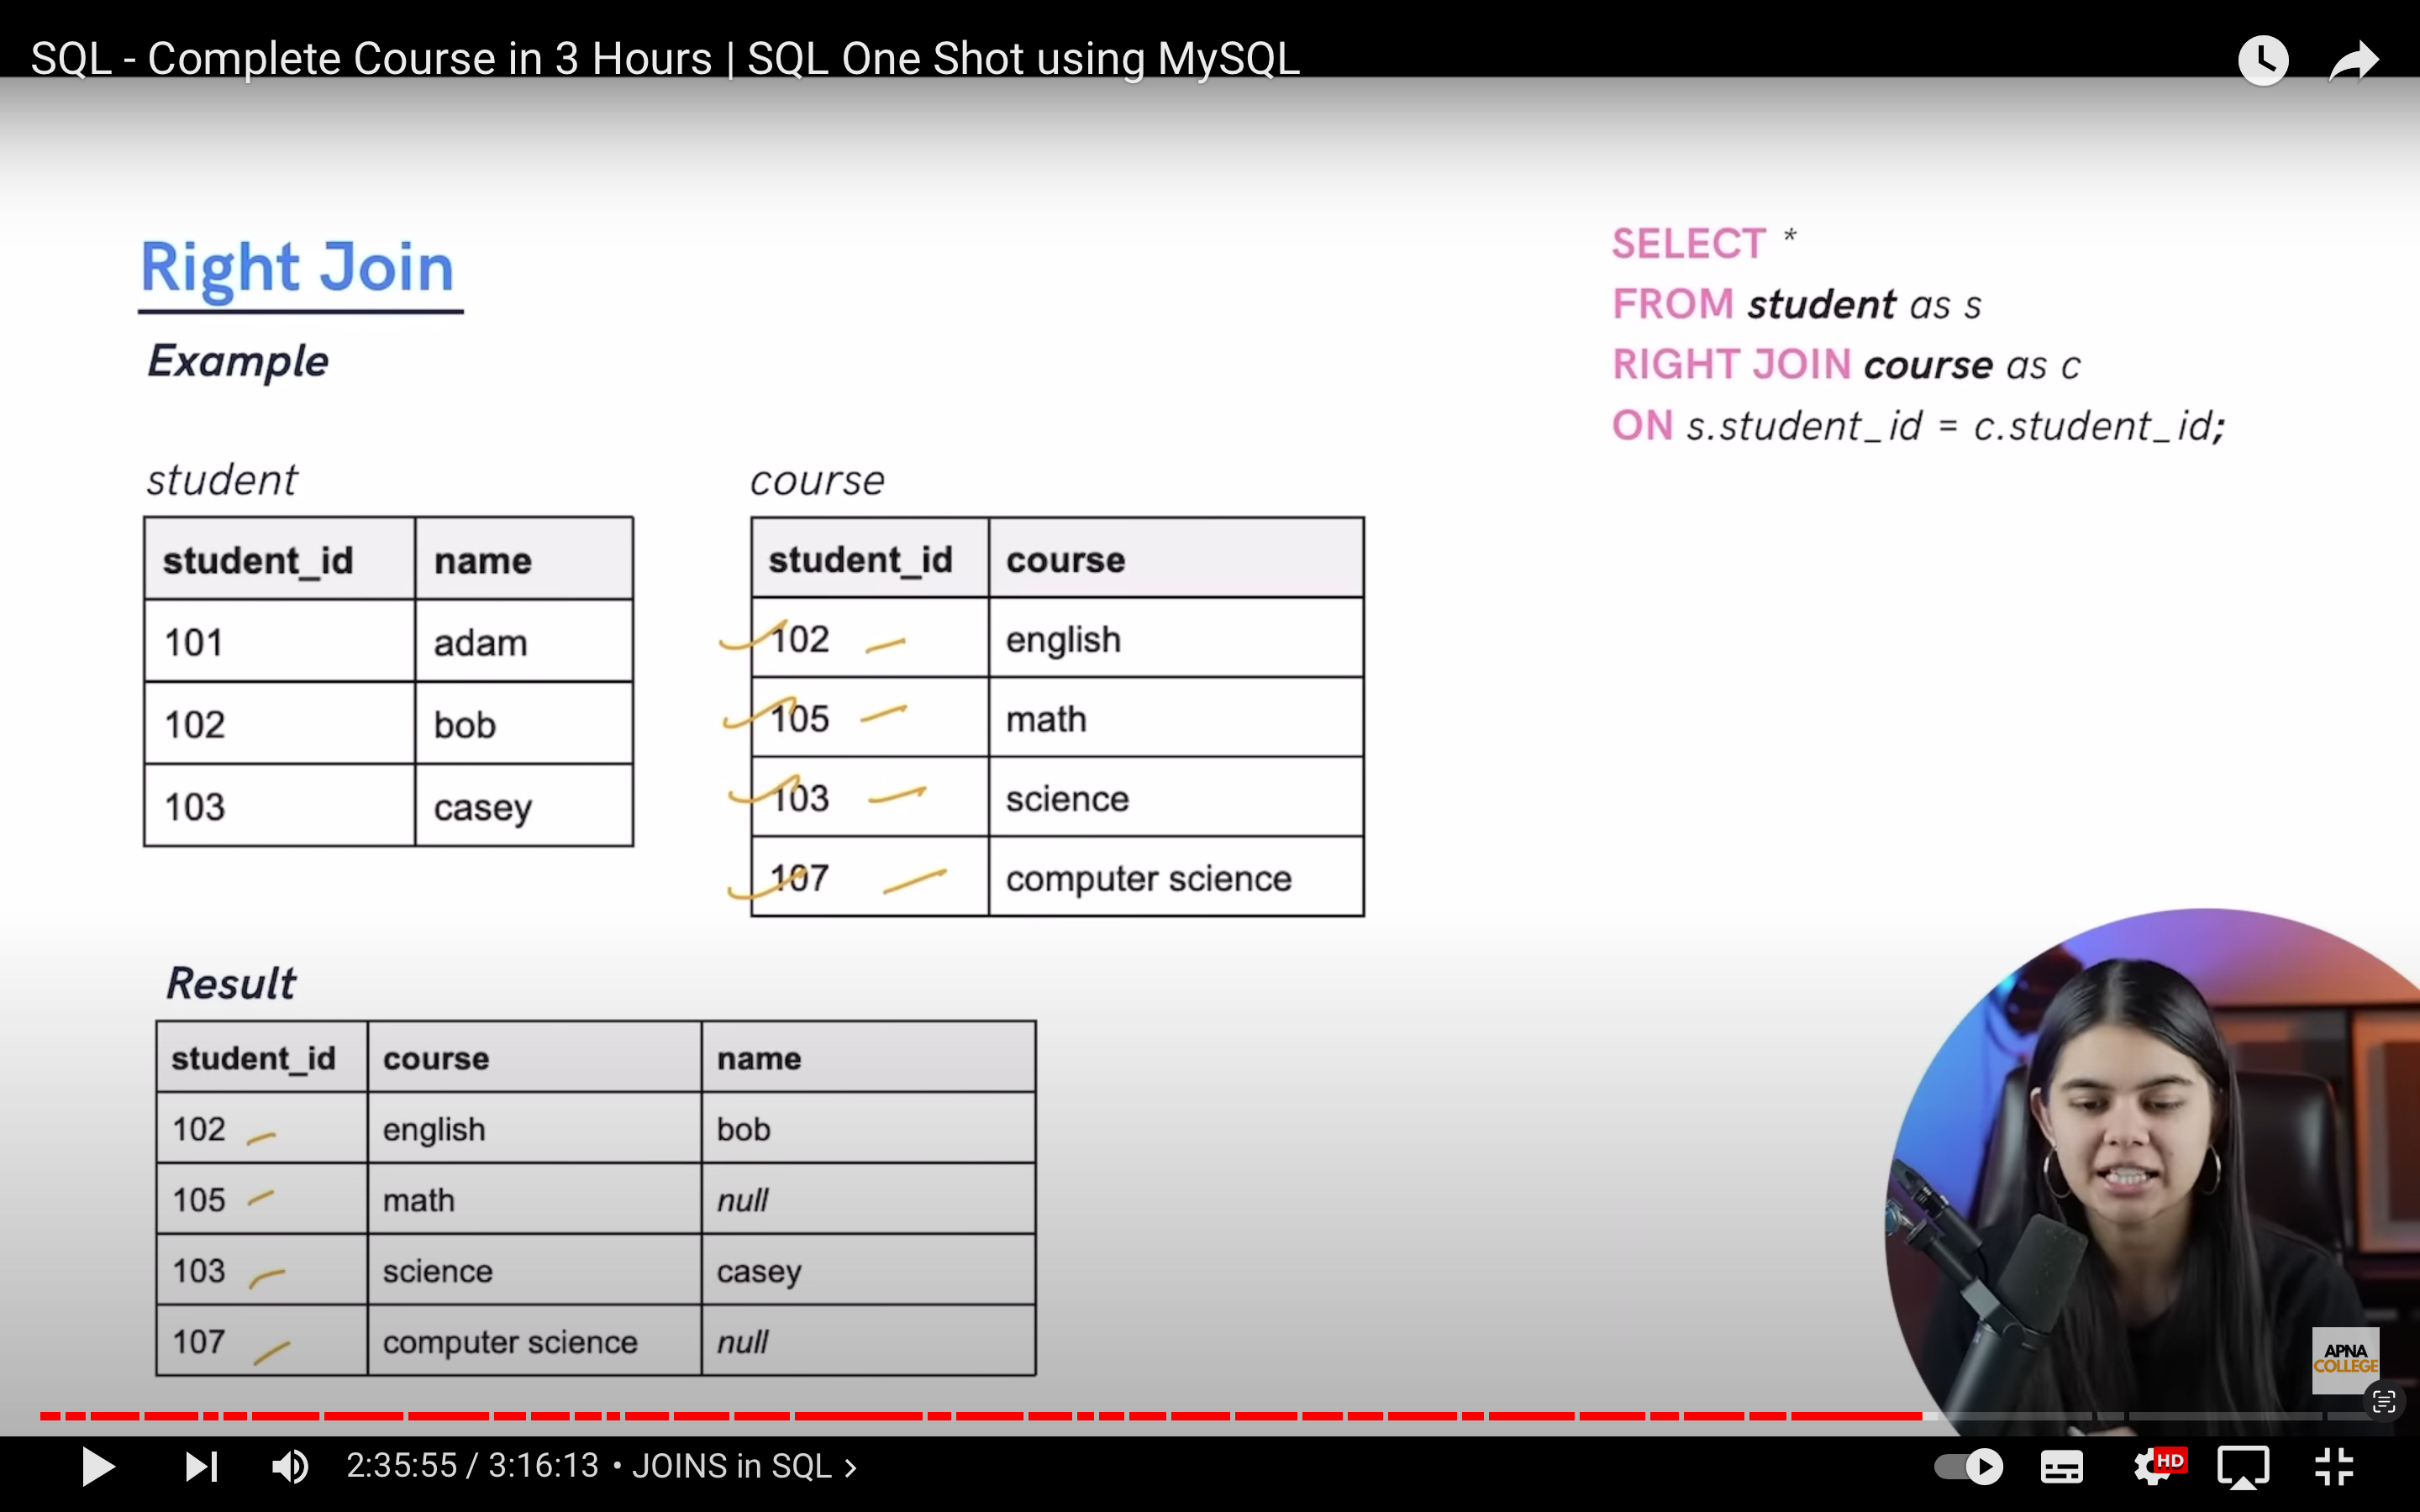 SQL - Complete Course in 3 Hours | SQL One Shot using MySQL
Right Join
Example
SELECT *
FROM student as s
RIGHT JOIN course as c
ON s.student_id = c.student_id;
student
student_id name
101 adam
102 bob
103 casey
course
student_id course
102 english
105 math
103 science
107 computer science
Result
student_id course name
102 english bob
105 math null
103 science casey
107 computer science null
APNA
COLLEGE
2:35:55 / 3:16:13 • JOINS in SQL >
HD